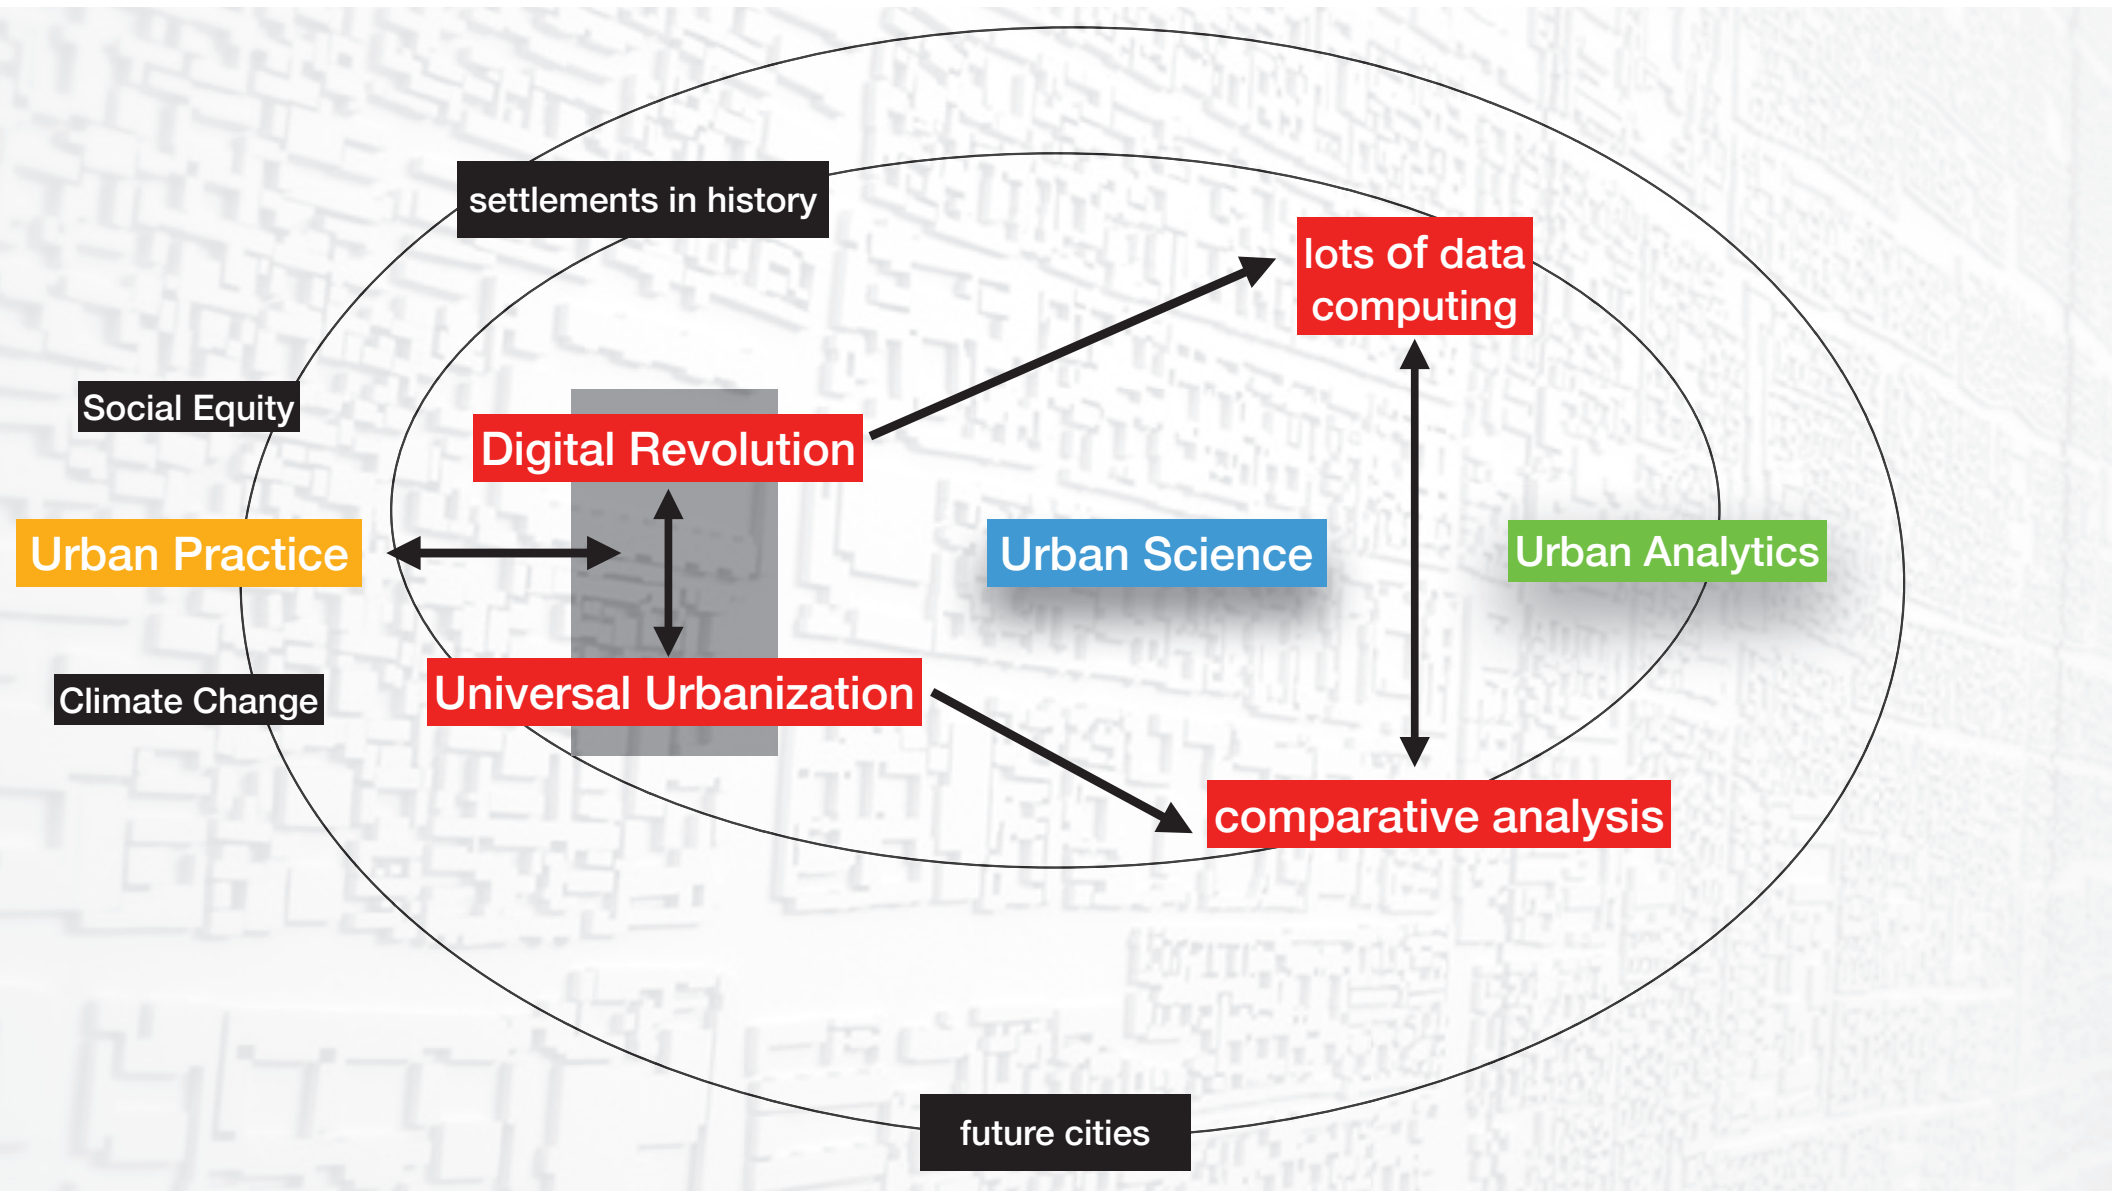 settlements in history
lots of data
computing
Social Equity
Digital Revolution
Urban Practice
Urban Science
Urban Analytics
Climate Change
Universal Urbanization
comparative analysis
future cities